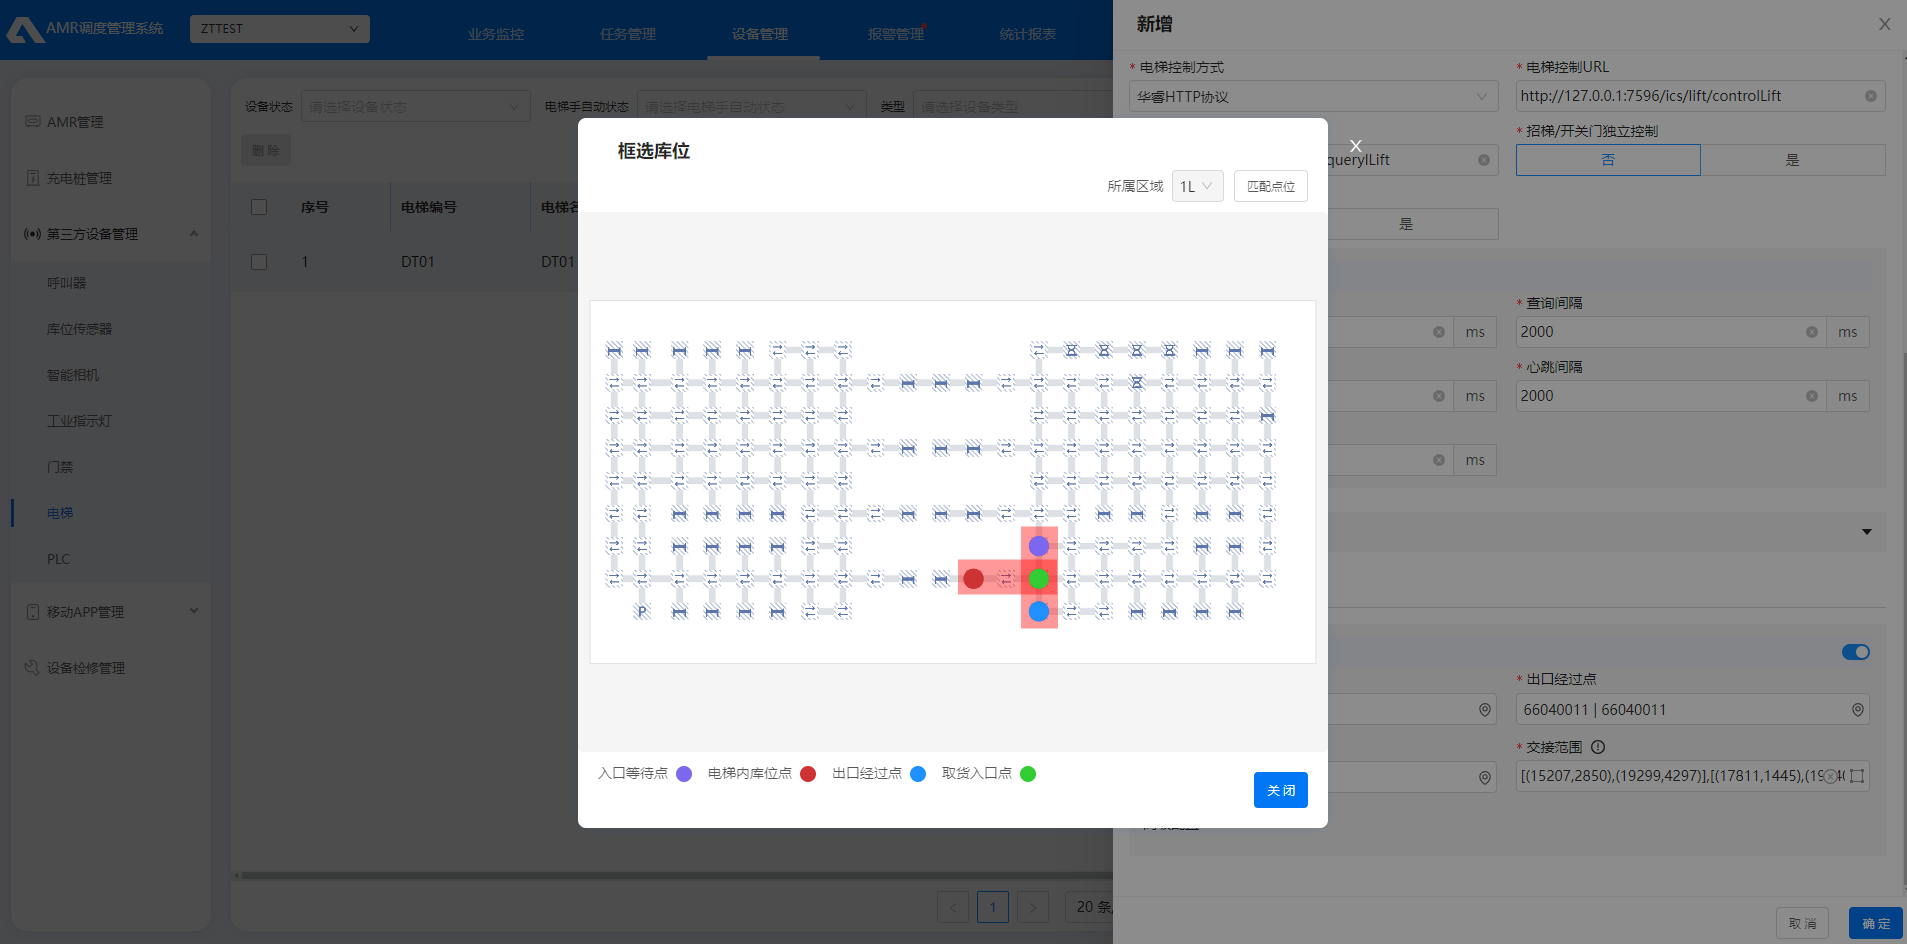 AMR调度管理系统
ZTTEST
业务监控
任务管理
设备管理
报警管理
统计报表
新增
AMR管理
充电桩管理
第三方设备管理
呼叫器
库位传感器
智能相机
工业指示灯
门禁
电梯
PLC
移动APP管理
设备检修管理
设备状态 请选择设备状态
电梯手自动状态 请选择电梯手自动状态
类型 请选择设备类型
删 除
序号 电梯编号
1 DT01 DT01
框选库位
所属区域 1L 匹配点位
P
入口等待点 电梯内库位点 出口经过点 取货入口点
关 闭
< 1 >
* 电梯控制方式
华睿HTTP协议
* 电梯控制URL
http://127.0.0.1:7596/ics/lift/controlLift
* 招梯/开关门独立控制
否 是
是
* 查询间隔
ms
2000 ms
* 心跳间隔
ms
2000 ms
ms
* 出口经过点
66040011 | 66040011
* 交接范围
[(15207,2850),(19299,4297)],[(17811,1445),(19
取 消 确 定